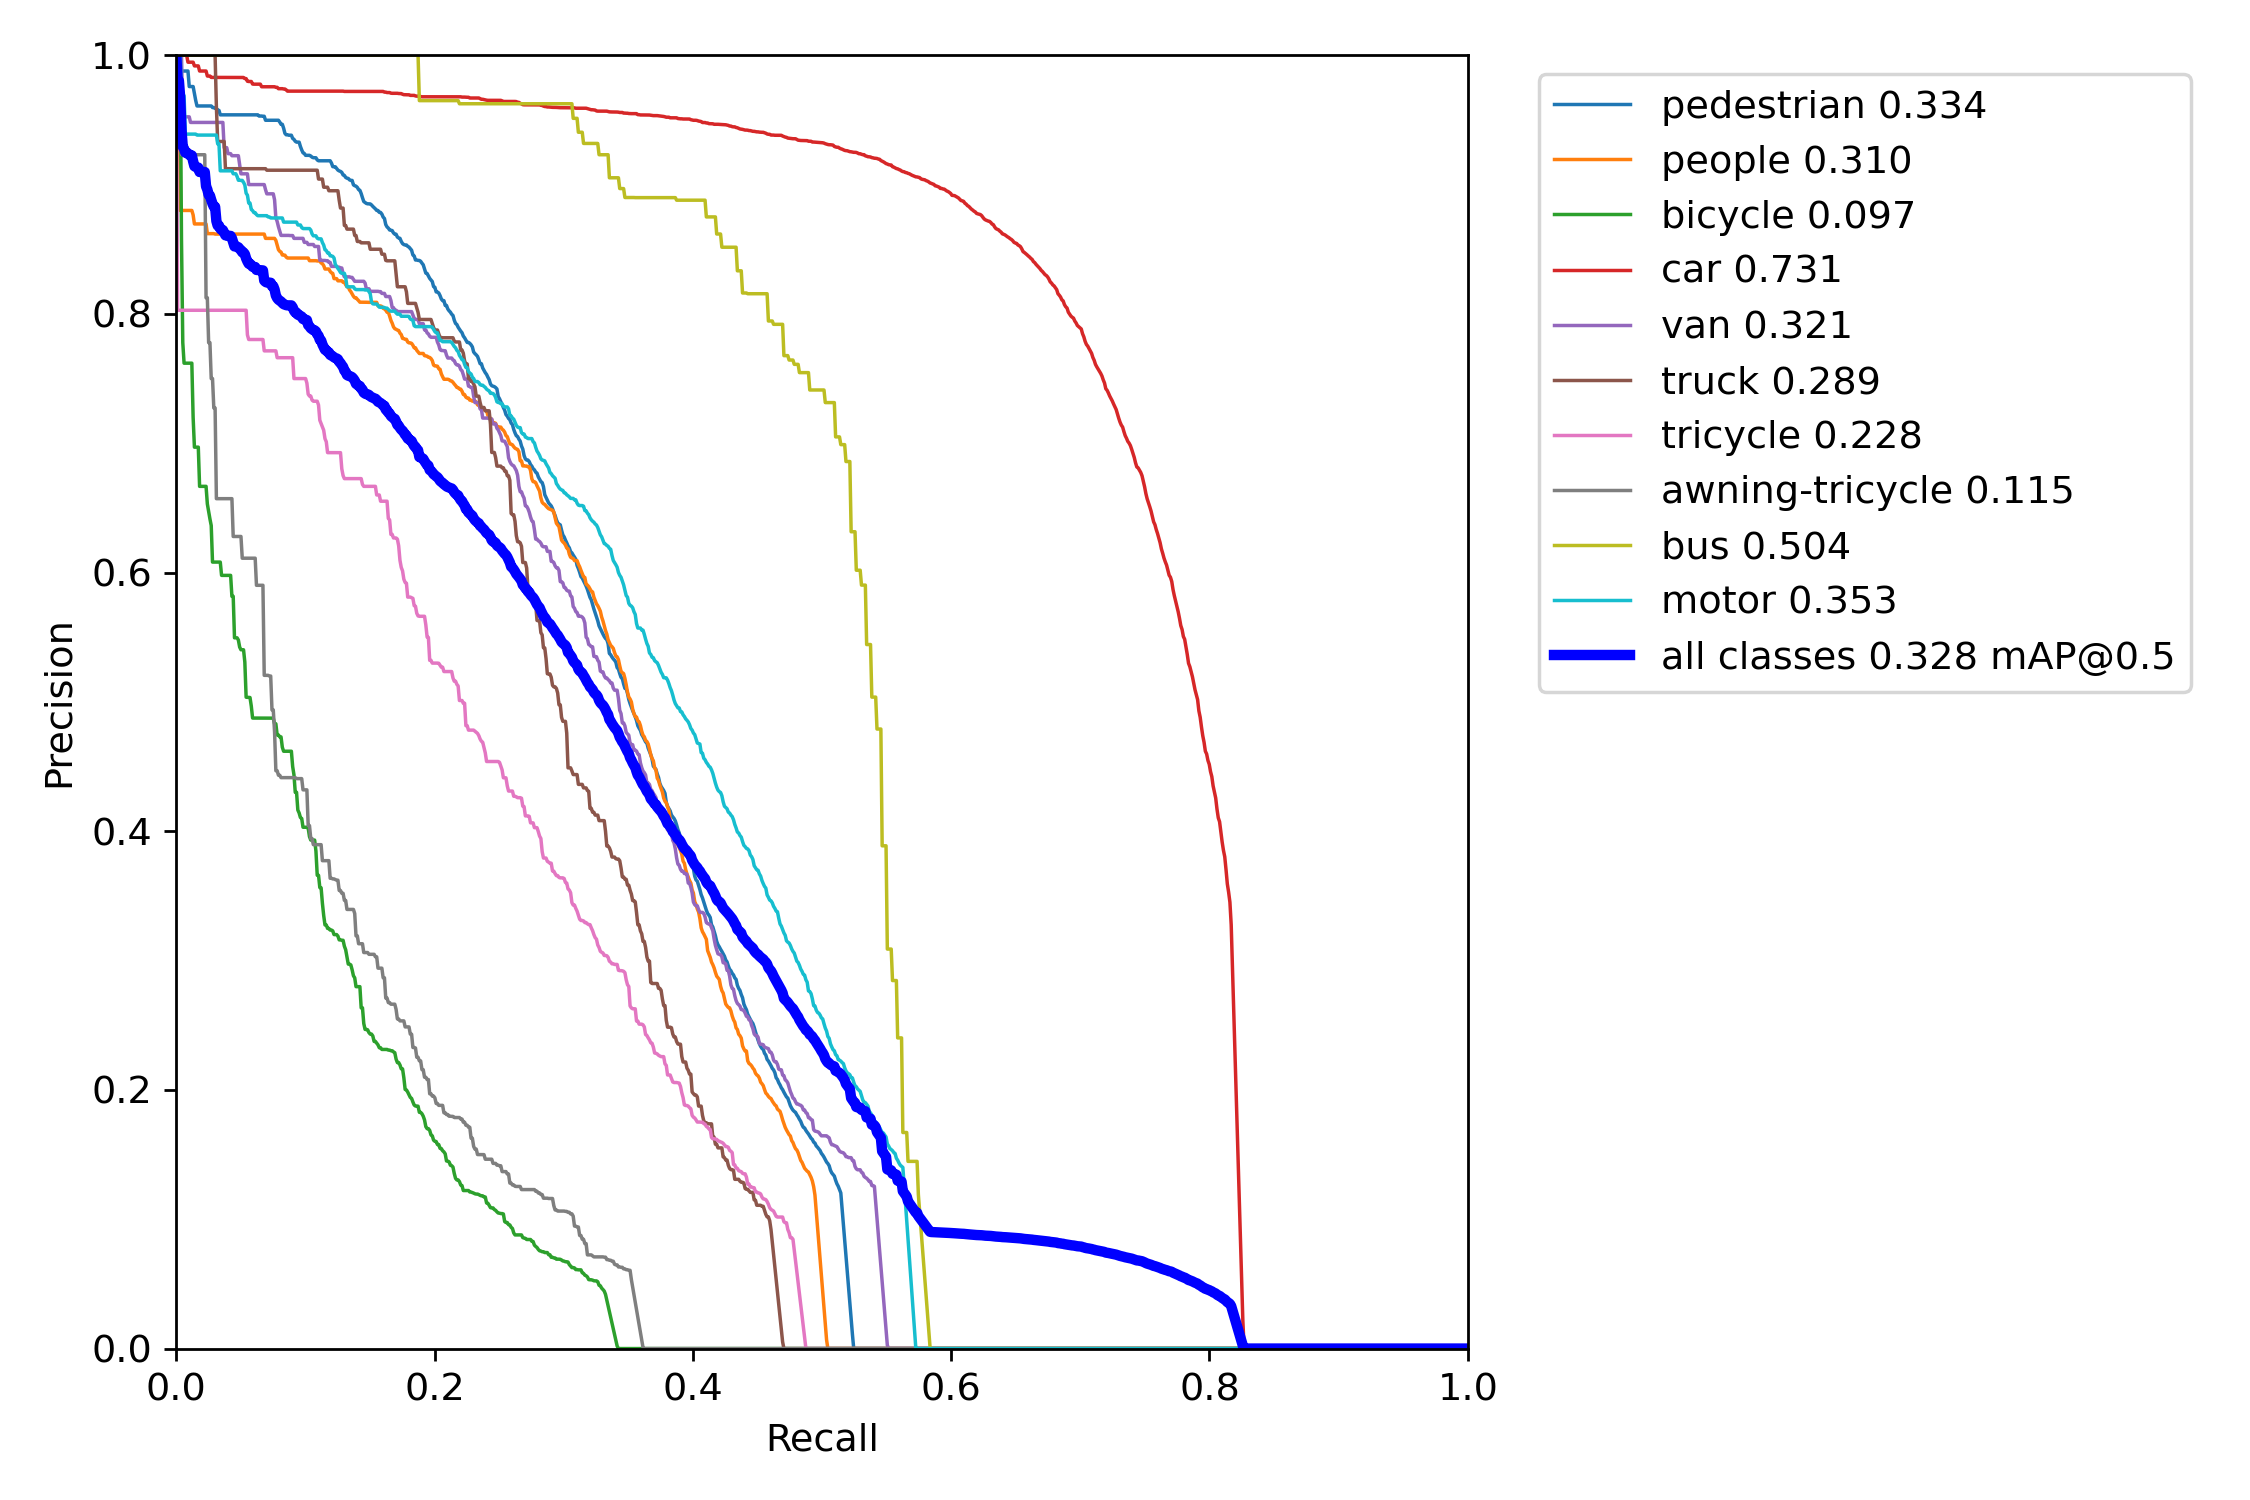 1.0
0.8
0.6
0.4
0.2
0.0
Precision
0.0 0.2 0.4 0.6 0.8 1.0
Recall
pedestrian 0.334
people 0.310
bicycle 0.097
car 0.731
van 0.321
truck 0.289
tricycle 0.228
awning-tricycle 0.115
bus 0.504
motor 0.353
all classes 0.328 mAP@0.5